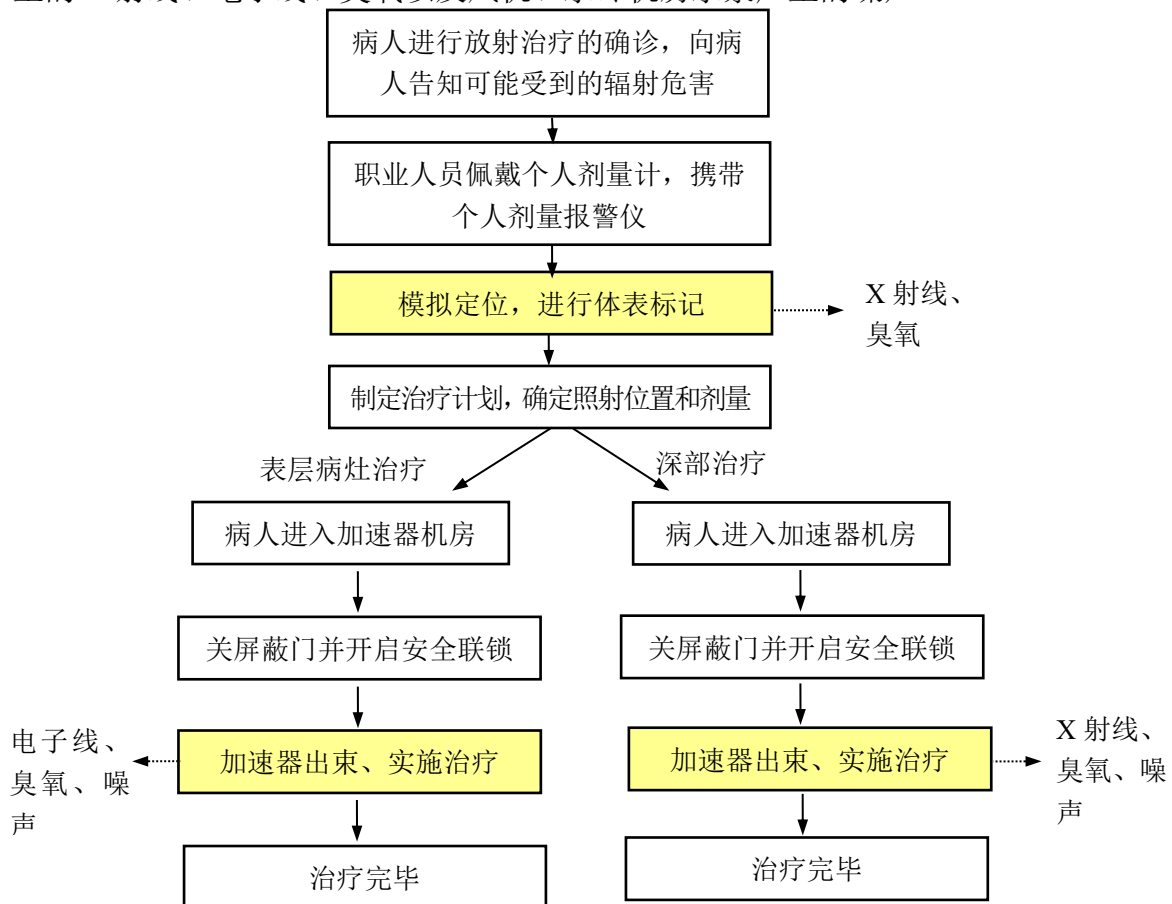 病人进行放射治疗的确诊，向病
人告知可能受到的辐射危害
职业人员佩戴个人剂量计，携带
个人剂量报警仪
模拟定位，进行体表标记
X 射线、
臭氧
制定治疗计划，确定照射位置和剂量
表层病灶治疗
深部治疗
病人进入加速器机房
病人进入加速器机房
关屏蔽门并开启安全联锁
关屏蔽门并开启安全联锁
电子线、
臭氧、噪
声
加速器出束、实施治疗
加速器出束、实施治疗
X 射线、
臭氧、噪
声
治疗完毕
治疗完毕